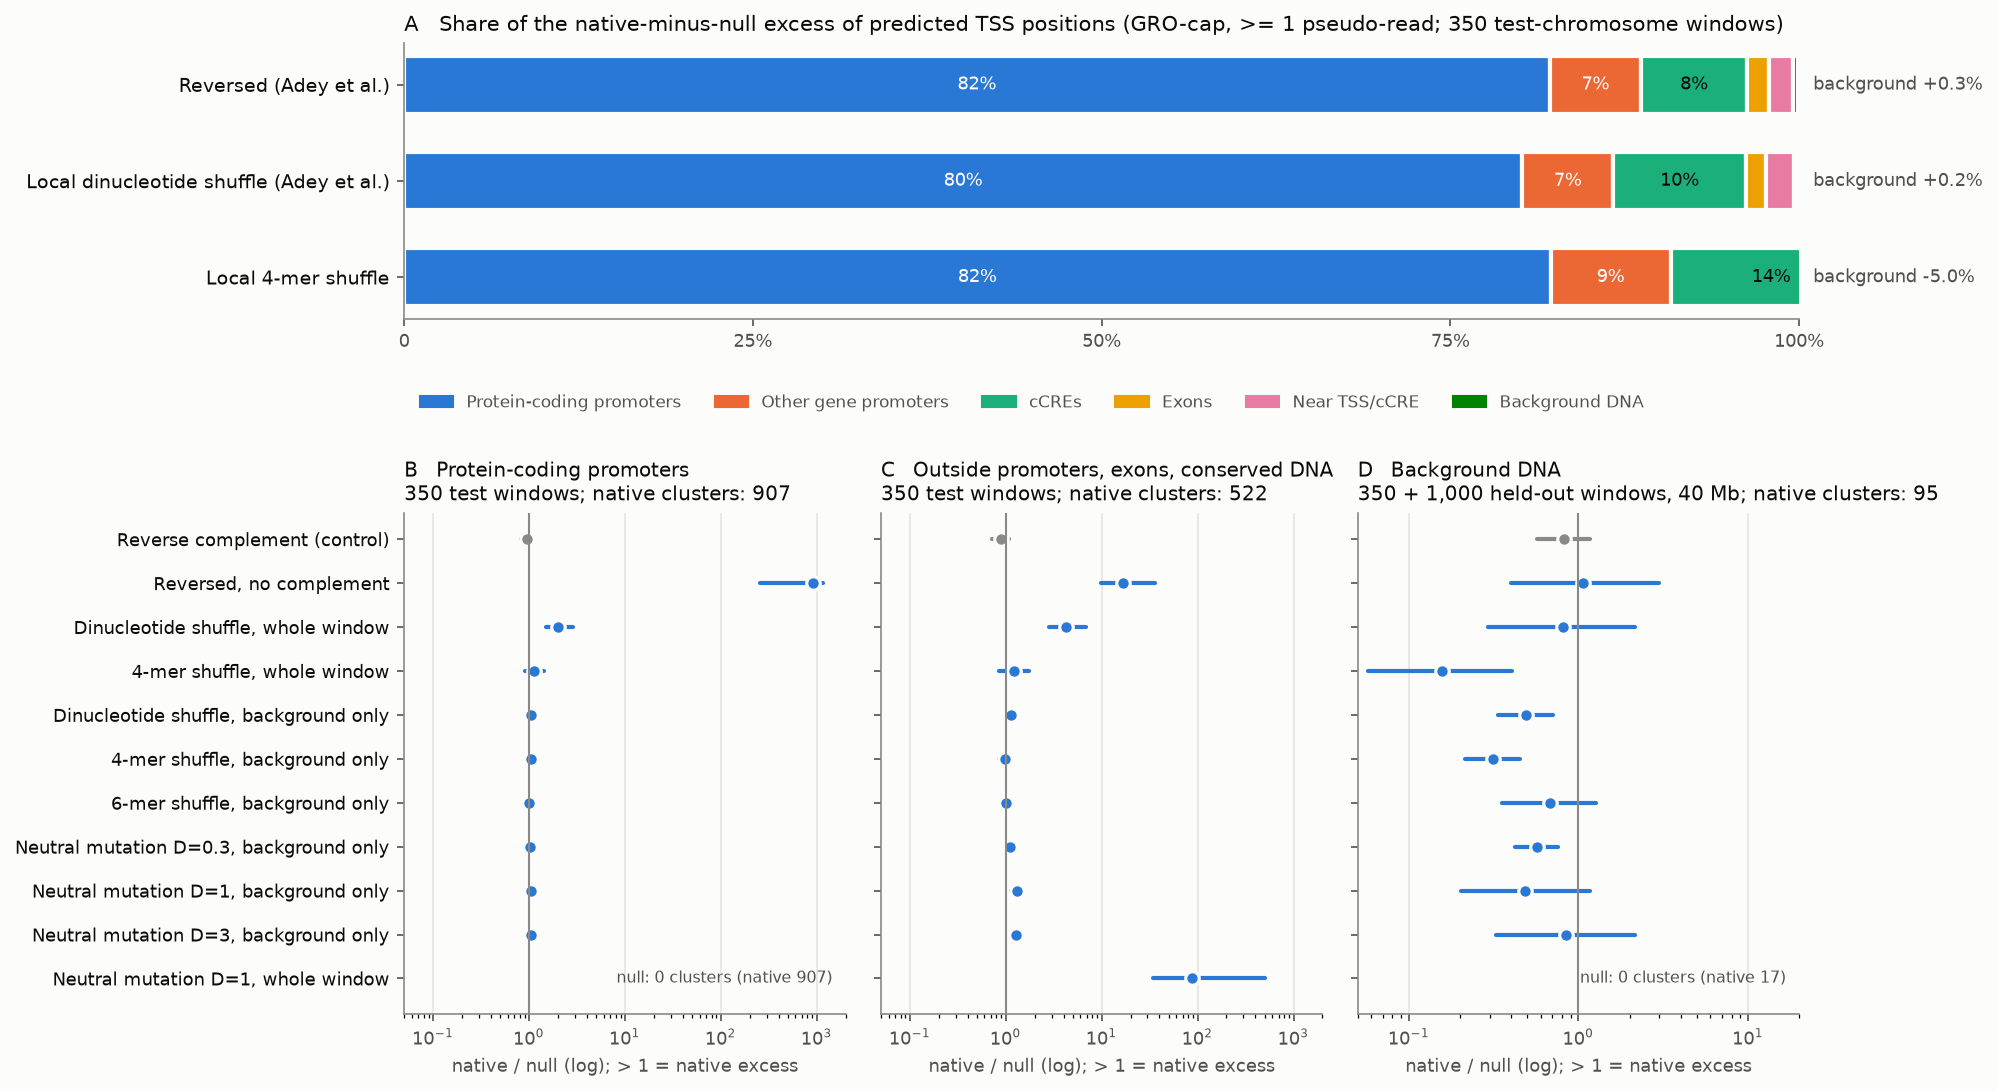 A   Share of the native-minus-null excess of predicted TSS positions (GRO-cap, >= 1 pseudo-read; 350 test-chromosome windows)
Reversed (Adey et al.)
82%
7%
8%
background +0.3%
Local dinucleotide shuffle (Adey et al.)
80%
7%
10%
background +0.2%
Local 4-mer shuffle
82%
9%
14%
background -5.0%
0
25%
50%
75%
100%
Protein-coding promoters
Other gene promoters
cCREs
Exons
Near TSS/cCRE
Background DNA
B   Protein-coding promoters
350 test windows; native clusters: 907
C   Outside promoters, exons, conserved DNA
350 test windows; native clusters: 522
D   Background DNA
350 + 1,000 held-out windows, 40 Mb; native clusters: 95
Reverse complement (control)
Reversed, no complement
Dinucleotide shuffle, whole window
4-mer shuffle, whole window
Dinucleotide shuffle, background only
4-mer shuffle, background only
6-mer shuffle, background only
Neutral mutation D=0.3, background only
Neutral mutation D=1, background only
Neutral mutation D=3, background only
Neutral mutation D=1, whole window
null: 0 clusters (native 907)
null: 0 clusters (native 17)
10⁻¹
10⁰
10¹
10²
10³
native / null (log); > 1 = native excess
10⁻¹
10⁰
10¹
10²
10³
native / null (log); > 1 = native excess
10⁻¹
10⁰
10¹
native / null (log); > 1 = native excess